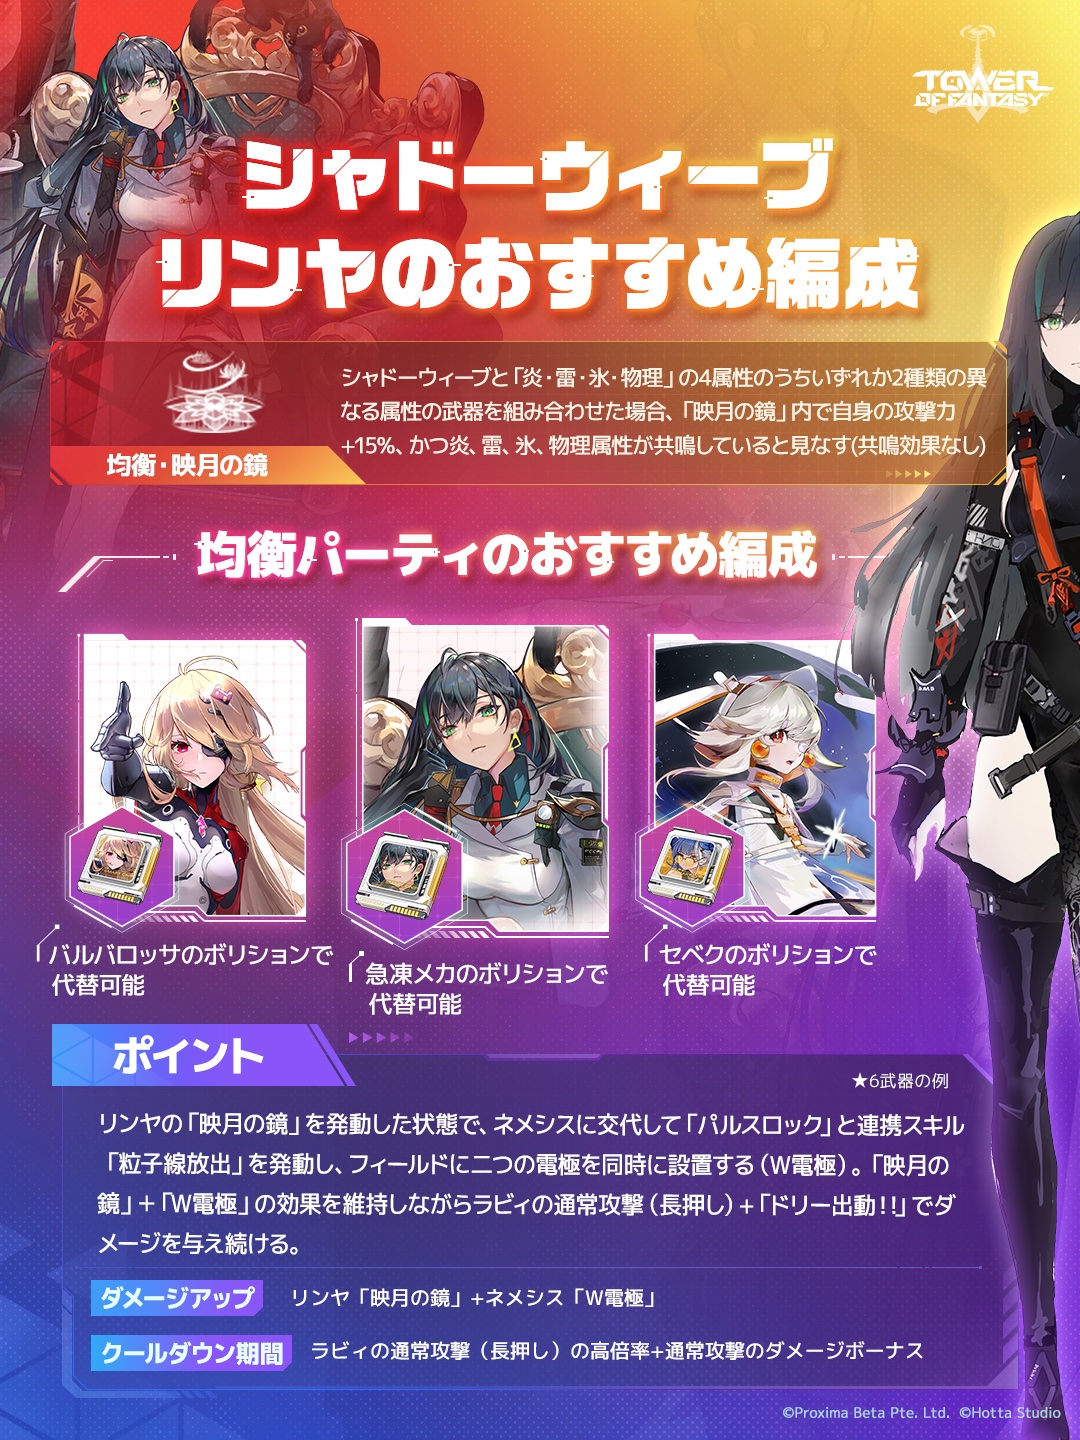 TOWER
OF FANTASY
シャドーウィーブ
リンヤのおすすめ編成
シャドーウィーブと「炎・雷・氷・物理」の4属性のうちいずれか2種類の異
なる属性の武器を組み合わせた場合、「映月の鏡」内で自身の攻撃力
+15%、かつ炎、雷、氷、物理属性が共鳴していると見なす(共鳴効果なし)
均衡・映月の鏡
均衡パーティのおすすめ編成
バルバロッサのボリションで
代替可能
急凍メカのボリションで
代替可能
セベクのボリションで
代替可能
ポイント
★6武器の例
リンヤの「映月の鏡」を発動した状態で、ネメシスに交代して「パルスロック」と連携スキル
「粒子線放出」を発動し、フィールドに二つの電極を同時に設置する（W電極）。「映月の
鏡」＋「W電極」の効果を維持しながらラビィの通常攻撃（長押し）+「ドリー出動！！」でダ
メージを与え続ける。
ダメージアップ リンヤ「映月の鏡」+ネメシス「W電極」
クールダウン期間 ラビィの通常攻撃（長押し）の高倍率+通常攻撃のダメージボーナス
©Proxima Beta Pte. Ltd. ©Hotta Studio